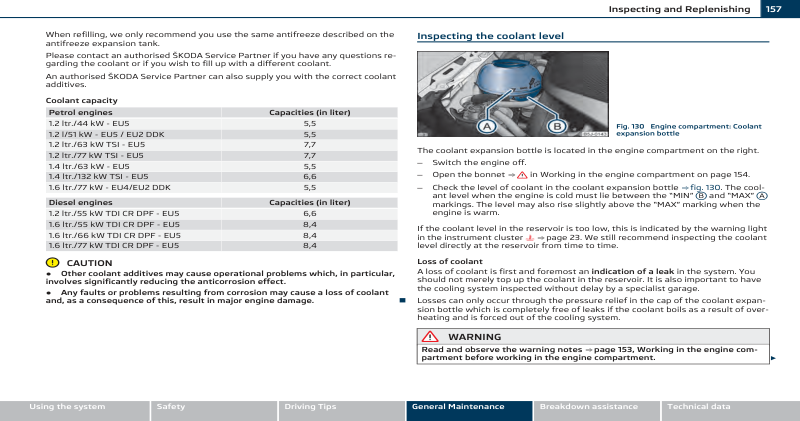 Inspecting and Replenishing 157
When refilling, we only recommend you use the same antifreeze described on the
antifreeze expansion tank.
Please contact an authorised ŠKODA Service Partner if you have any questions re-
garding the coolant or if you wish to fill up with a different coolant.
An authorised ŠKODA Service Partner can also supply you with the correct coolant
additives.
Coolant capacity
Petrol engines Capacities (in liter)
1.2 ltr./44 kW - EU5 5,5
1.2 l/51 kW - EU5 / EU2 DDK 5,5
1.2 ltr./63 kW TSI - EU5 7,7
1.2 ltr./77 kW TSI - EU5 7,7
1.4 ltr./63 kW - EU5 5,5
1.4 ltr./132 kW TSI - EU5 6,6
1.6 ltr./77 kW - EU4/EU2 DDK 5,5
Diesel engines Capacities (in liter)
1.2 ltr./55 kW TDI CR DPF - EU5 6,6
1.6 ltr./55 kW TDI CR DPF - EU5 8,4
1.6 ltr./66 kW TDI CR DPF - EU5 8,4
1.6 ltr./77 kW TDI CR DPF - EU5 8,4
CAUTION
● Other coolant additives may cause operational problems which, in particular,
involves significantly reducing the anticorrosion effect.
● Any faults or problems resulting from corrosion may cause a loss of coolant
and, as a consequence of this, result in major engine damage.
Inspecting the coolant level
A B
Fig. 130 Engine compartment: Coolant
expansion bottle
The coolant expansion bottle is located in the engine compartment on the right.
– Switch the engine off.
– Open the bonnet ⇒ in Working in the engine compartment on page 154.
– Check the level of coolant in the coolant expansion bottle ⇒ fig. 130. The cool-
ant level when the engine is cold must lie between the "MIN" B and "MAX" A
markings. The level may also rise slightly above the "MAX" marking when the
engine is warm.
If the coolant level in the reservoir is too low, this is indicated by the warning light
in the instrument cluster ⇒ page 23. We still recommend inspecting the coolant
level directly at the reservoir from time to time.
Loss of coolant
A loss of coolant is first and foremost an indication of a leak in the system. You
should not merely top up the coolant in the reservoir. It is also important to have
the cooling system inspected without delay by a specialist garage.
Losses can only occur through the pressure relief in the cap of the coolant expan-
sion bottle which is completely free of leaks if the coolant boils as a result of over-
heating and is forced out of the cooling system.
WARNING
Read and observe the warning notes ⇒ page 153, Working in the engine com-
partment before working in the engine compartment.
Using the system Safety Driving Tips General Maintenance Breakdown assistance Technical data